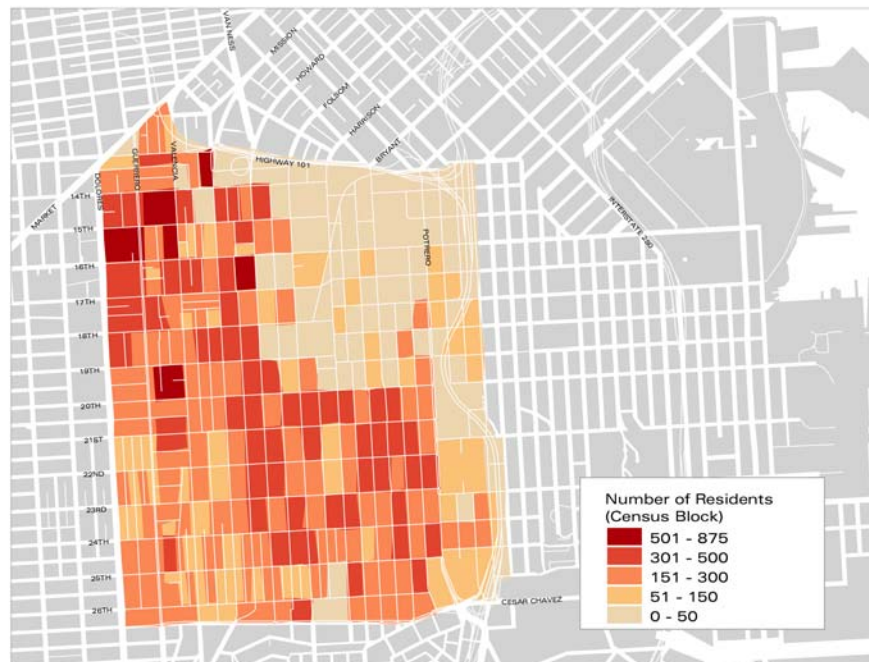 VAN NESS
MISSION
HOWARD
FOLSOM
HARRISON
BRYANT
HIGHWAY 101
MARKET
DOLORES
GUERRERO
VALENCIA
POTRERO
INTERSTATE 280
14TH
15TH
16TH
17TH
18TH
19TH
20TH
21ST
22ND
23RD
24TH
25TH
26TH
CESAR CHAVEZ
Number of Residents
(Census Block)
501 - 875
301 - 500
151 - 300
51 - 150
0 - 50